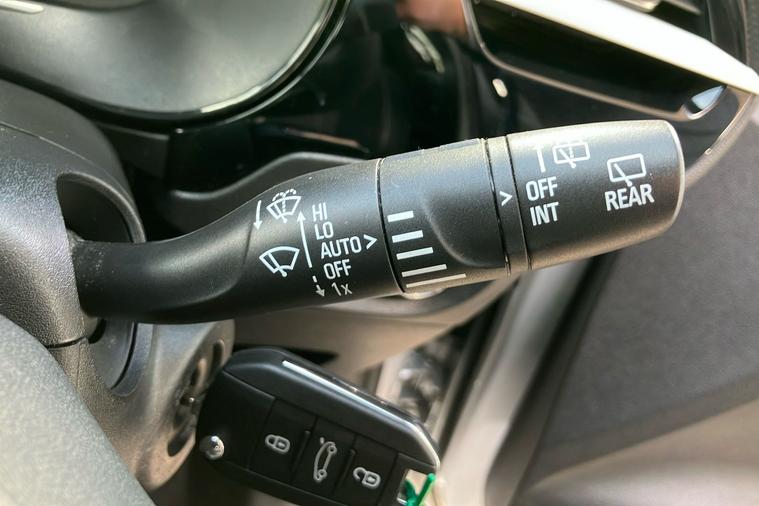 HI
LO
AUTO >
OFF
1x
>
OFF
INT
REAR